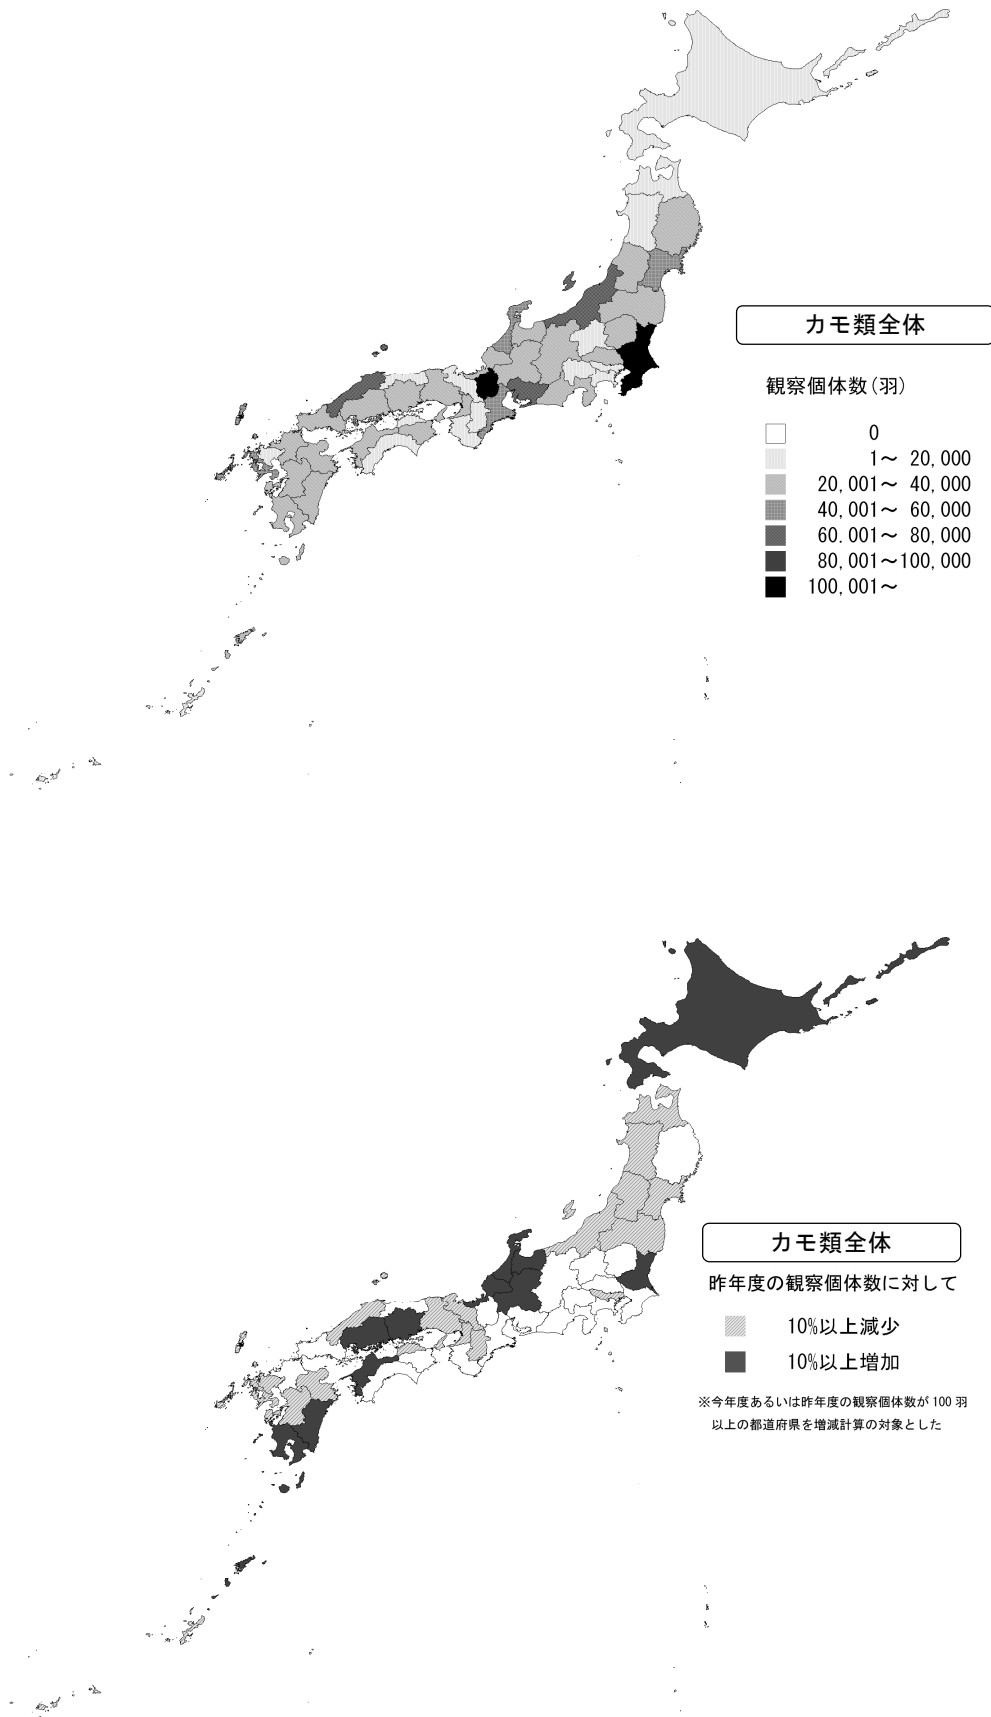 カモ類全体
観察個体数(羽)
0
1~ 20,000
20,001~ 40,000
40,001~ 60,000
60.001~ 80,000
80,001~100,000
100,001~
カモ類全体
昨年度の観察個体数に対して
10%以上減少
10%以上増加
※今年度あるいは昨年度の観察個体数が 100 羽
以上の都道府県を増減計算の対象とした